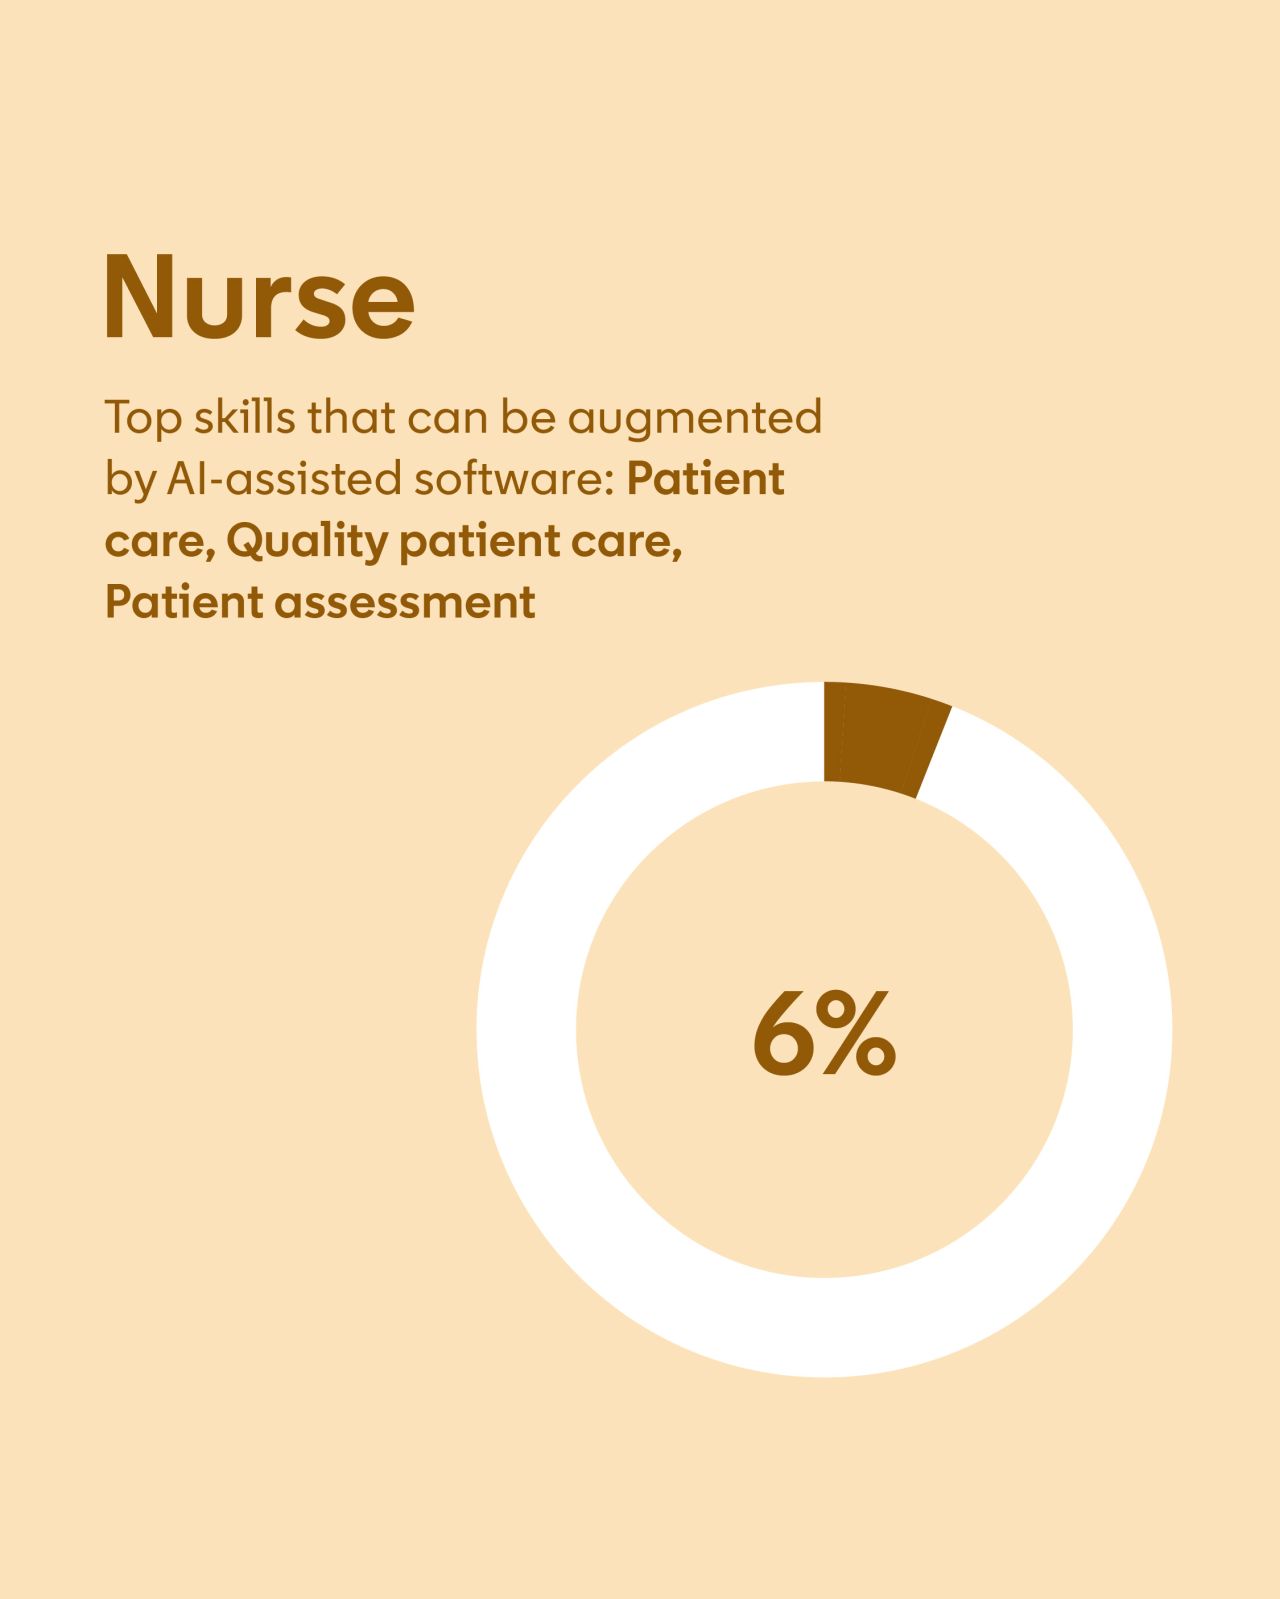 Nurse
Top skills that can be augmented
by AI-assisted software: Patient
care, Quality patient care,
Patient assessment
6%